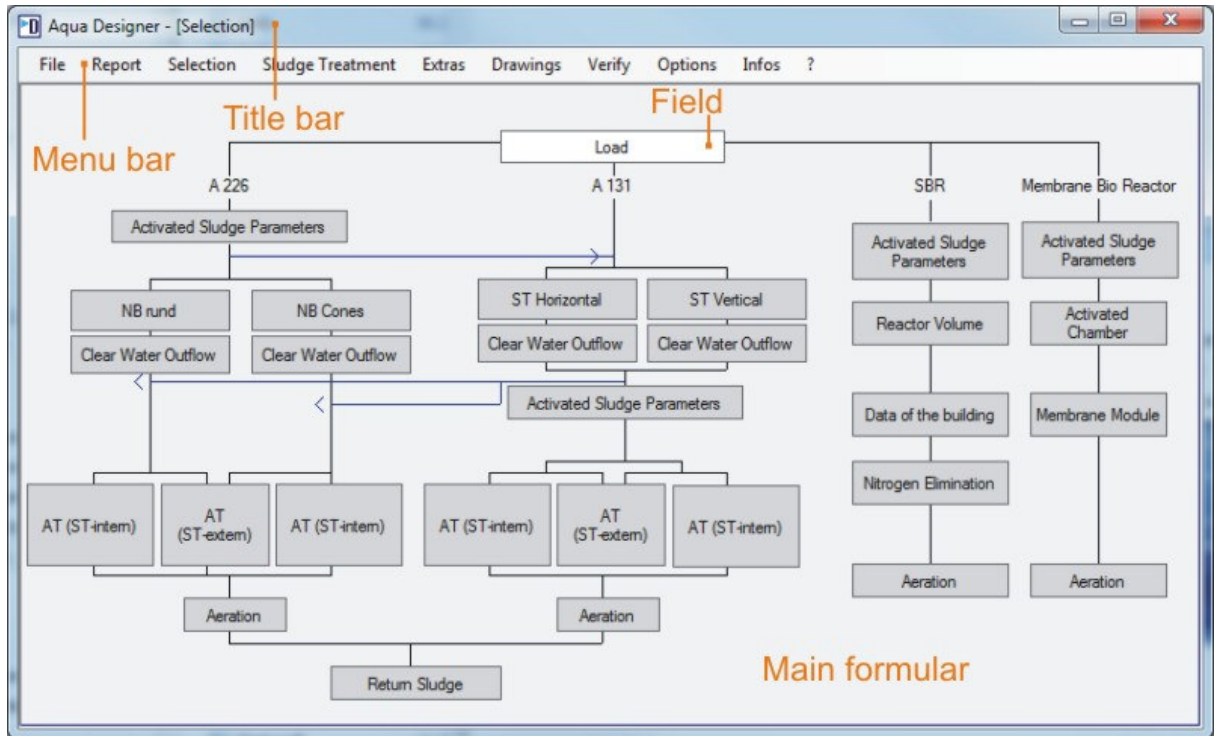 Aqua Designer - [Selection]
File Report Selection Sludge Treatment Extras Drawings Verify Options Infos ?
Title bar
Field
Menu bar
Load
A 226
A 131
SBR
Membrane Bio Reactor
Activated Sludge Parameters
Activated Sludge
Parameters
Activated Sludge
Parameters
NB rund
NB Cones
ST Horizontal
ST Vertical
Reactor Volume
Activated
Chamber
Clear Water Outflow
Clear Water Outflow
Clear Water Outflow
Clear Water Outflow
Activated Sludge Parameters
Data of the building
Membrane Module
Nitrogen Elimination
AT (ST-intern)
AT
(ST-extern)
AT (ST-intern)
AT (ST-intern)
AT
(ST-extern)
AT (ST-intern)
Aeration
Aeration
Aeration
Aeration
Return Sludge
Main formular